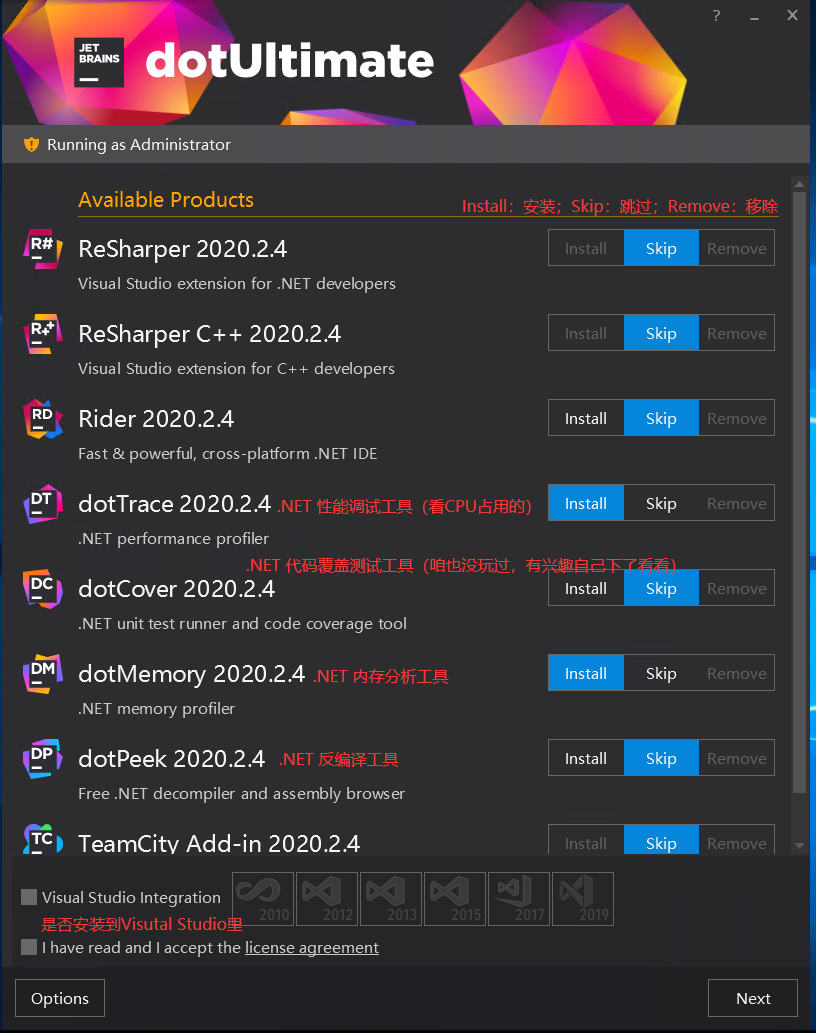 ?
JET
BRAINS
dotUltimate
Running as Administrator
Available Products
Install：安装；Skip：跳过；Remove：移除
R#
ReSharper 2020.2.4
Install Skip Remove
Visual Studio extension for .NET developers
R++
ReSharper C++ 2020.2.4
Install Skip Remove
Visual Studio extension for C++ developers
RD
Rider 2020.2.4
Install Skip Remove
Fast & powerful, cross-platform .NET IDE
DT
dotTrace 2020.2.4 .NET 性能调试工具（看CPU占用的）
Install Skip Remove
.NET performance profiler
.NET 代码覆盖测试工具（咱也没玩过，有兴趣自己下了看看）
DC
dotCover 2020.2.4
Install Skip Remove
.NET unit test runner and code coverage tool
DM
dotMemory 2020.2.4 .NET 内存分析工具
Install Skip Remove
.NET memory profiler
DP
dotPeek 2020.2.4 .NET 反编译工具
Install Skip Remove
Free .NET decompiler and assembly browser
TC
TeamCity Add-in 2020.2.4
Install Skip Remove
Visual Studio Integration
2010 2012 2013 2015 2017 2019
是否安装到Visutal Studio里
I have read and I accept the license agreement
Options
Next